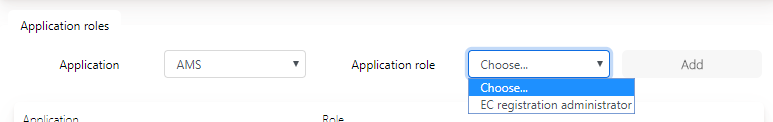 Application roles
Application AMS Application role Choose... Add
Choose...
EC registration administrator
Application Role